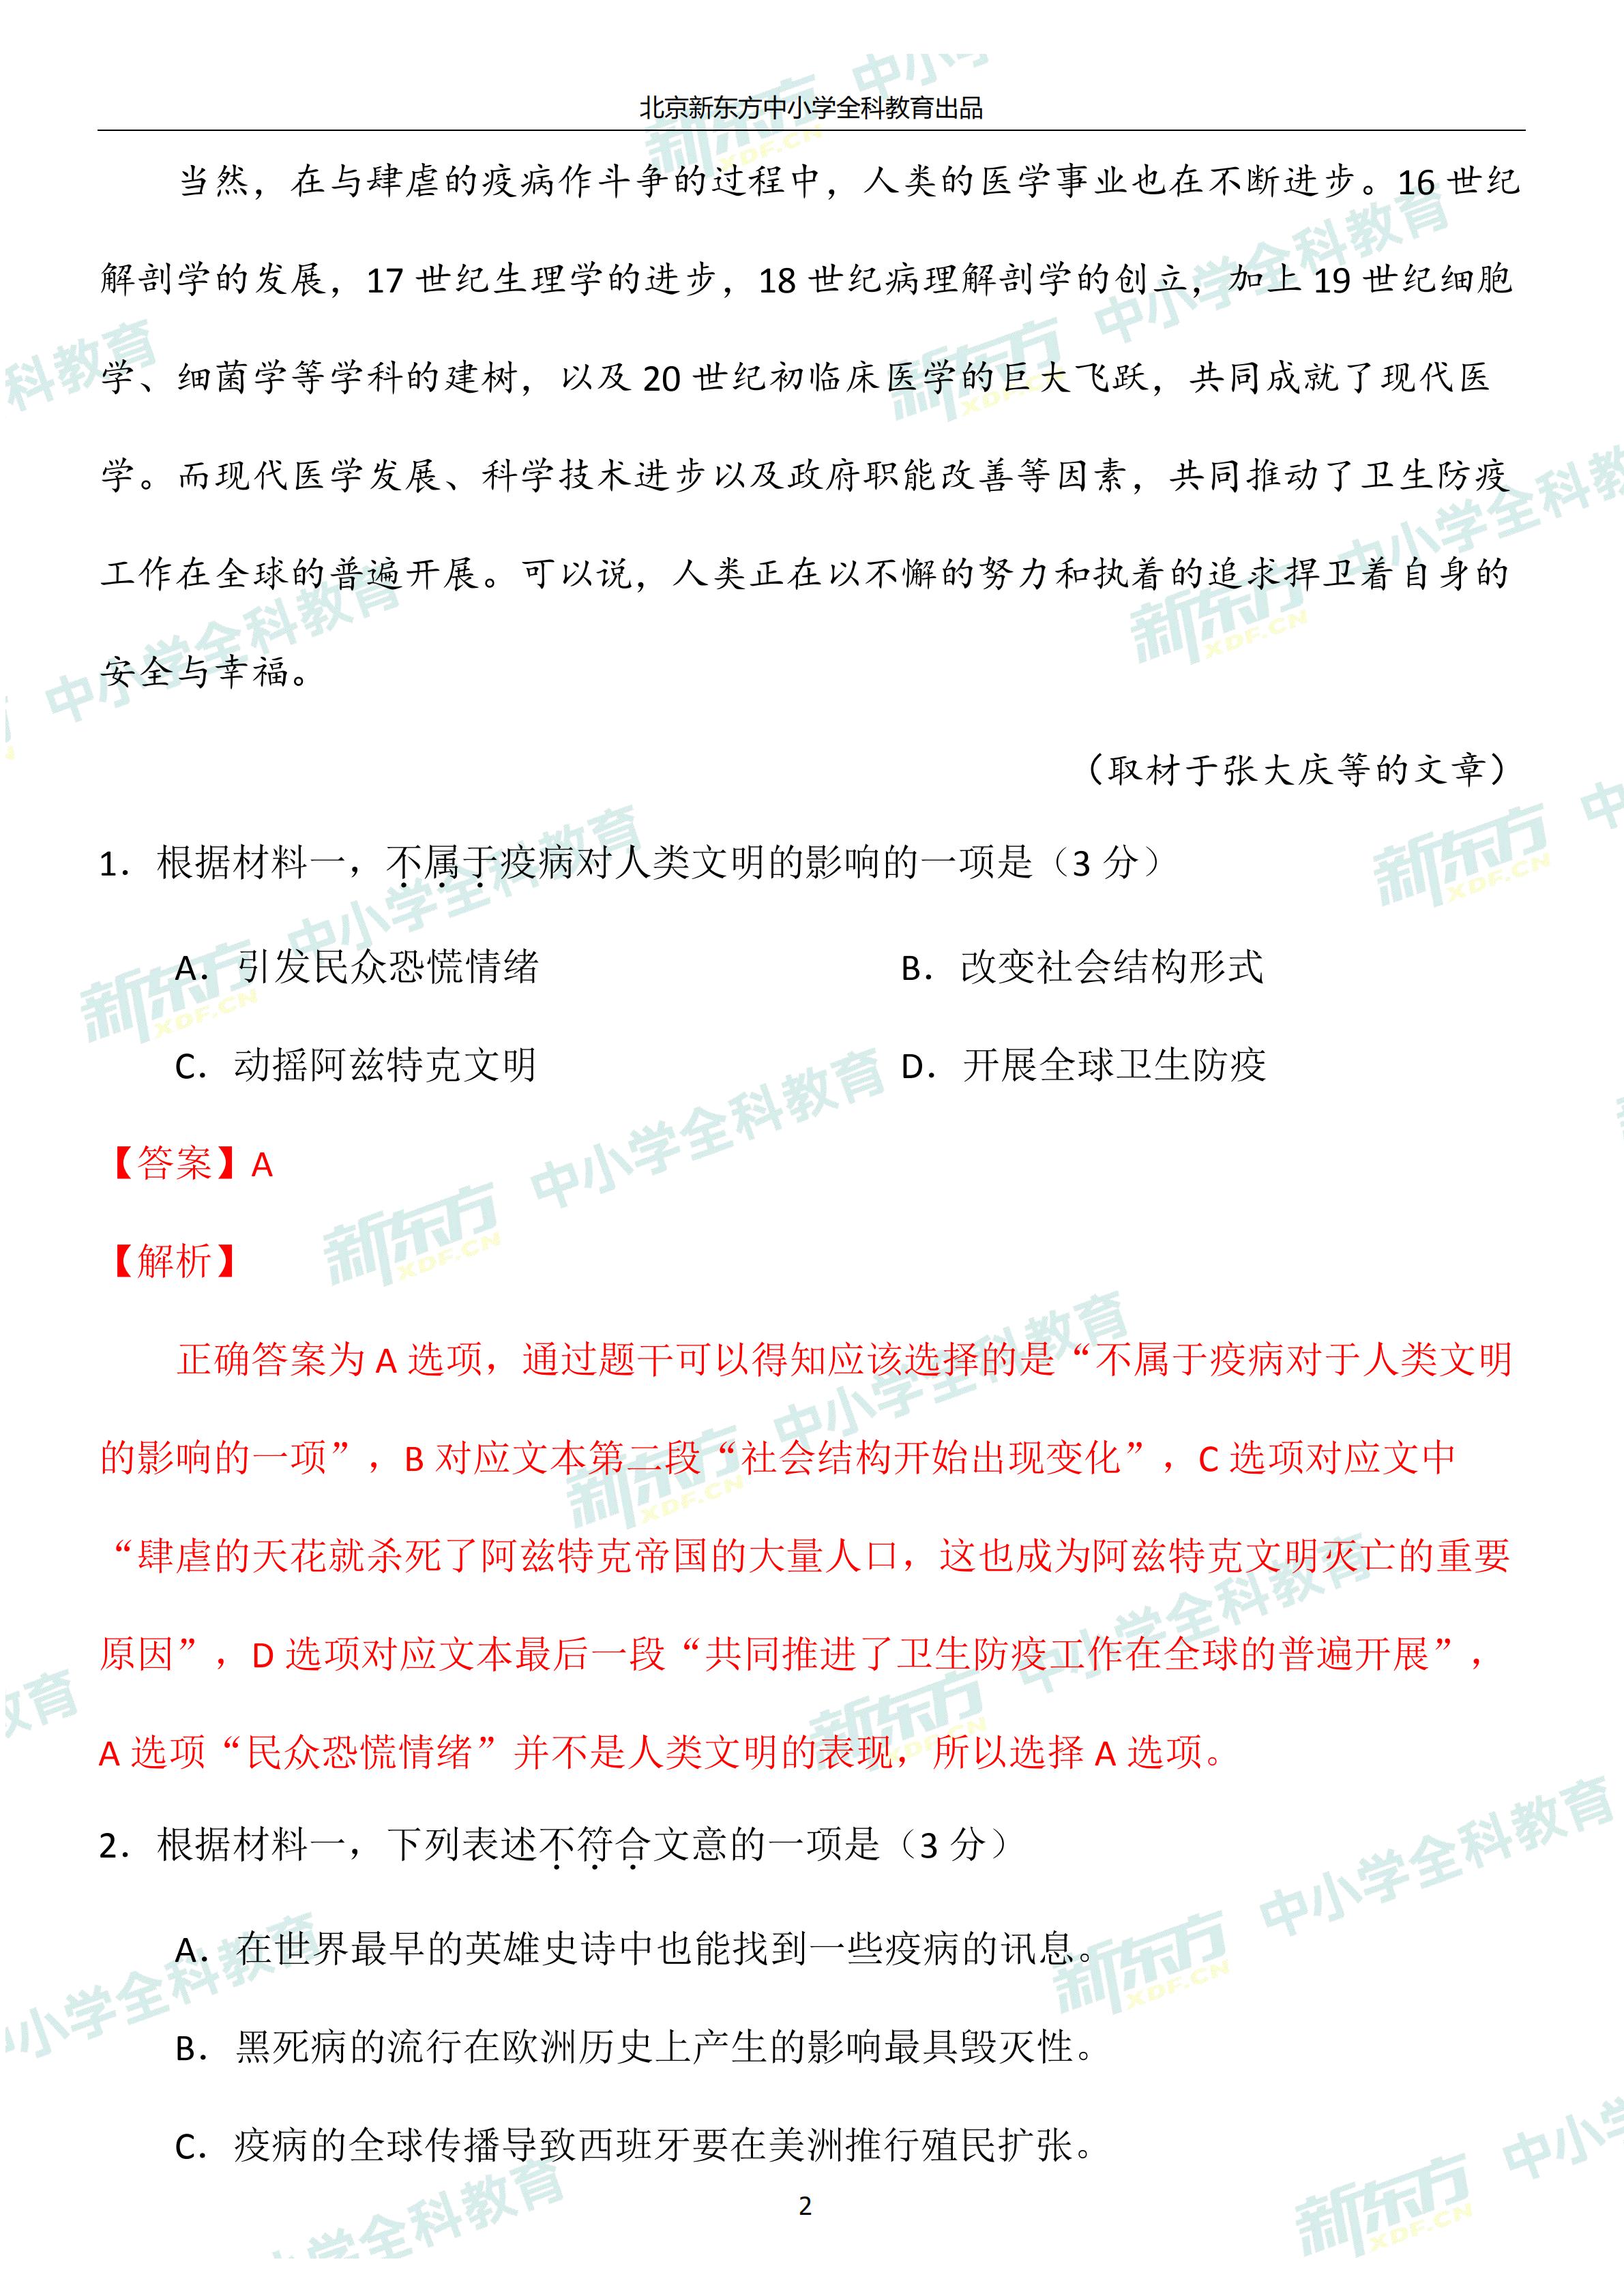 北京新东方中小学全科教育出品
当然，在与肆虐的疫病作斗争的过程中，人类的医学事业也在不断进步。16 世纪
解剖学的发展，17 世纪生理学的进步，18 世纪病理解剖学的创立，加上 19 世纪细胞
学、细菌学等学科的建树，以及 20 世纪初临床医学的巨大飞跃，共同成就了现代医
学。而现代医学发展、科学技术进步以及政府职能改善等因素，共同推动了卫生防疫
工作在全球的普遍开展。可以说，人类正在以不懈的努力和执着的追求捍卫着自身的
安全与幸福。
（取材于张大庆等的文章）
1．根据材料一，不属于疫病对人类文明的影响的一项是（3 分）
A．引发民众恐慌情绪 B．改变社会结构形式
C．动摇阿兹特克文明 D．开展全球卫生防疫
【答案】A
【解析】
正确答案为 A 选项，通过题干可以得知应该选择的是“不属于疫病对于人类文明
的影响的一项”，B 对应文本第二段“社会结构开始出现变化”，C 选项对应文中
“肆虐的天花就杀死了阿兹特克帝国的大量人口，这也成为阿兹特克文明灭亡的重要
原因”，D 选项对应文本最后一段“共同推进了卫生防疫工作在全球的普遍开展”，
A 选项“民众恐慌情绪”并不是人类文明的表现，所以选择 A 选项。
2．根据材料一，下列表述不符合文意的一项是（3 分）
A．在世界最早的英雄史诗中也能找到一些疫病的讯息。
B．黑死病的流行在欧洲历史上产生的影响最具毁灭性。
C．疫病的全球传播导致西班牙要在美洲推行殖民扩张。
2